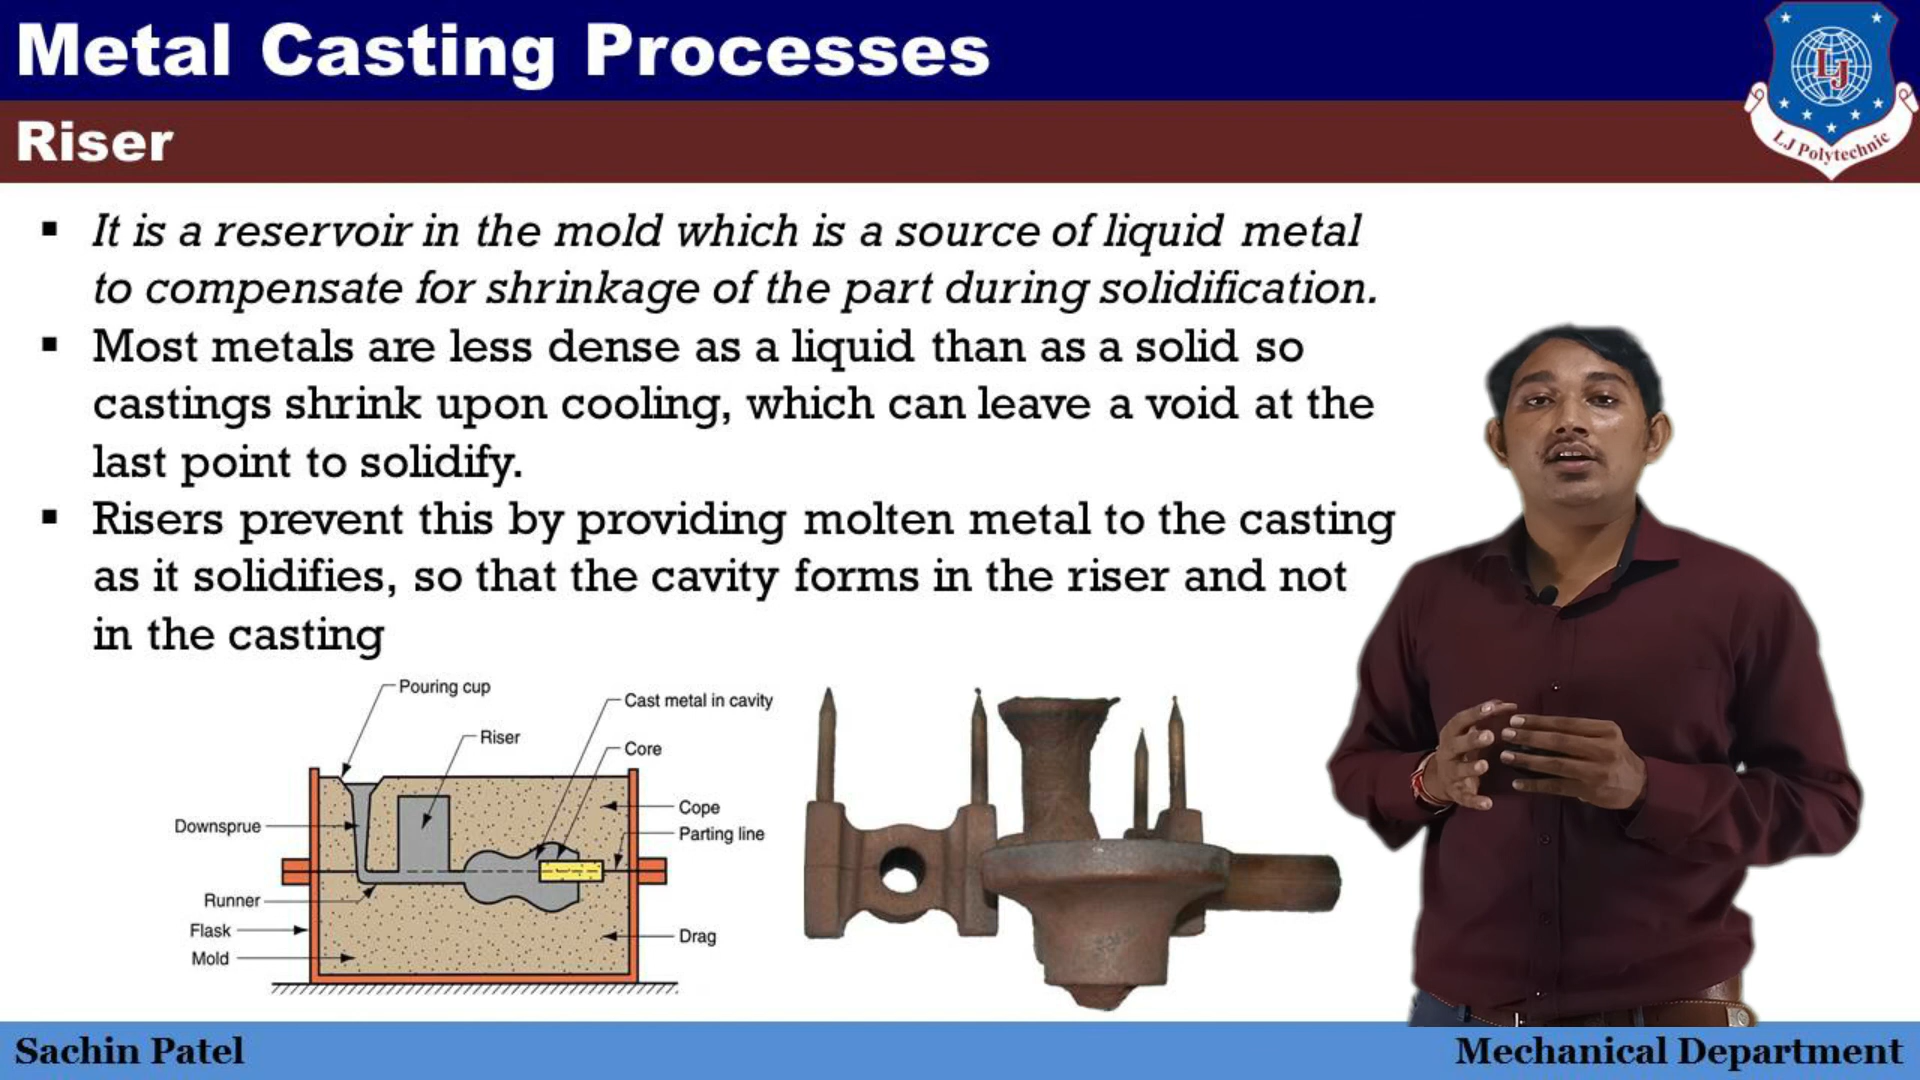 Metal Casting Processes
Riser
LJ
LJ Polytechnic
▪ It is a reservoir in the mold which is a source of liquid metal
to compensate for shrinkage of the part during solidification.
▪ Most metals are less dense as a liquid than as a solid so
castings shrink upon cooling, which can leave a void at the
last point to solidify.
▪ Risers prevent this by providing molten metal to the casting
as it solidifies, so that the cavity forms in the riser and not
in the casting
Pouring cup
Cast metal in cavity
Riser
Core
Cope
Downsprue
Parting line
Runner
Flask
Drag
Mold
Sachin Patel
Mechanical Department